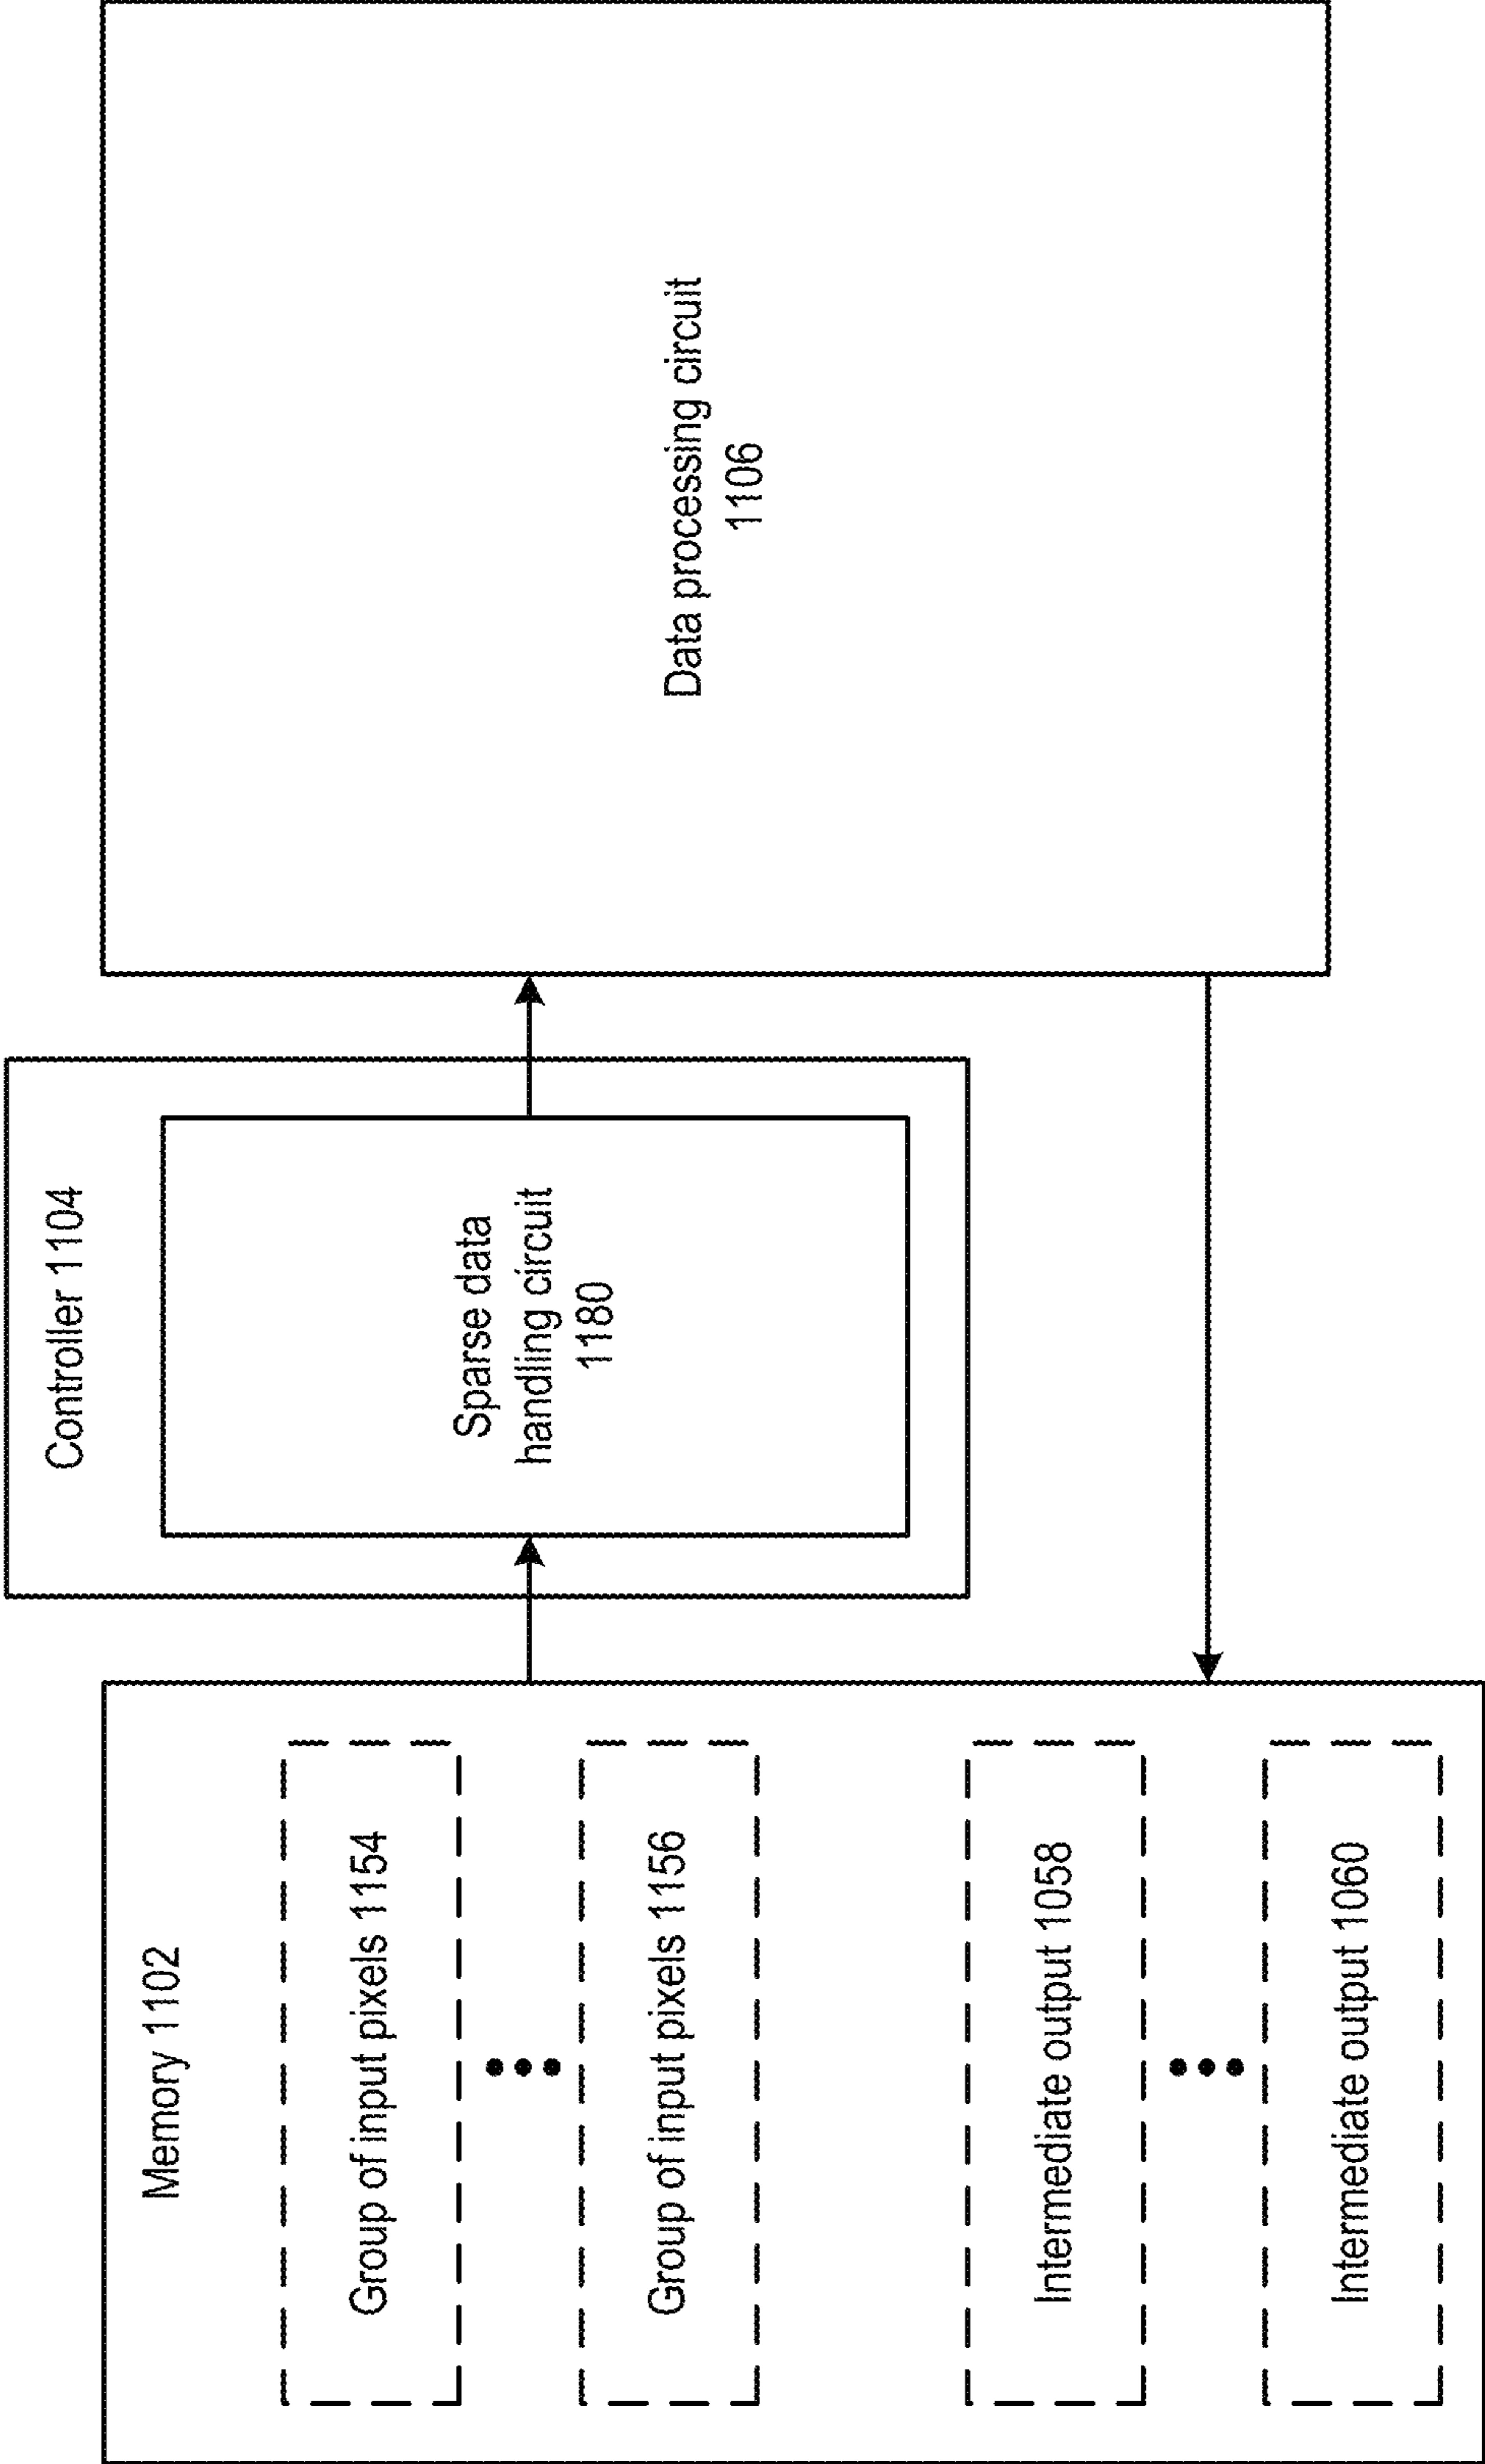 Memory 1102
Group of input pixels 1154
Group of input pixels 1156
Intermediate output 1058
Intermediate output 1060
Controller 1104
Sparse data
handling circuit
1180
Data processing circuit
1106